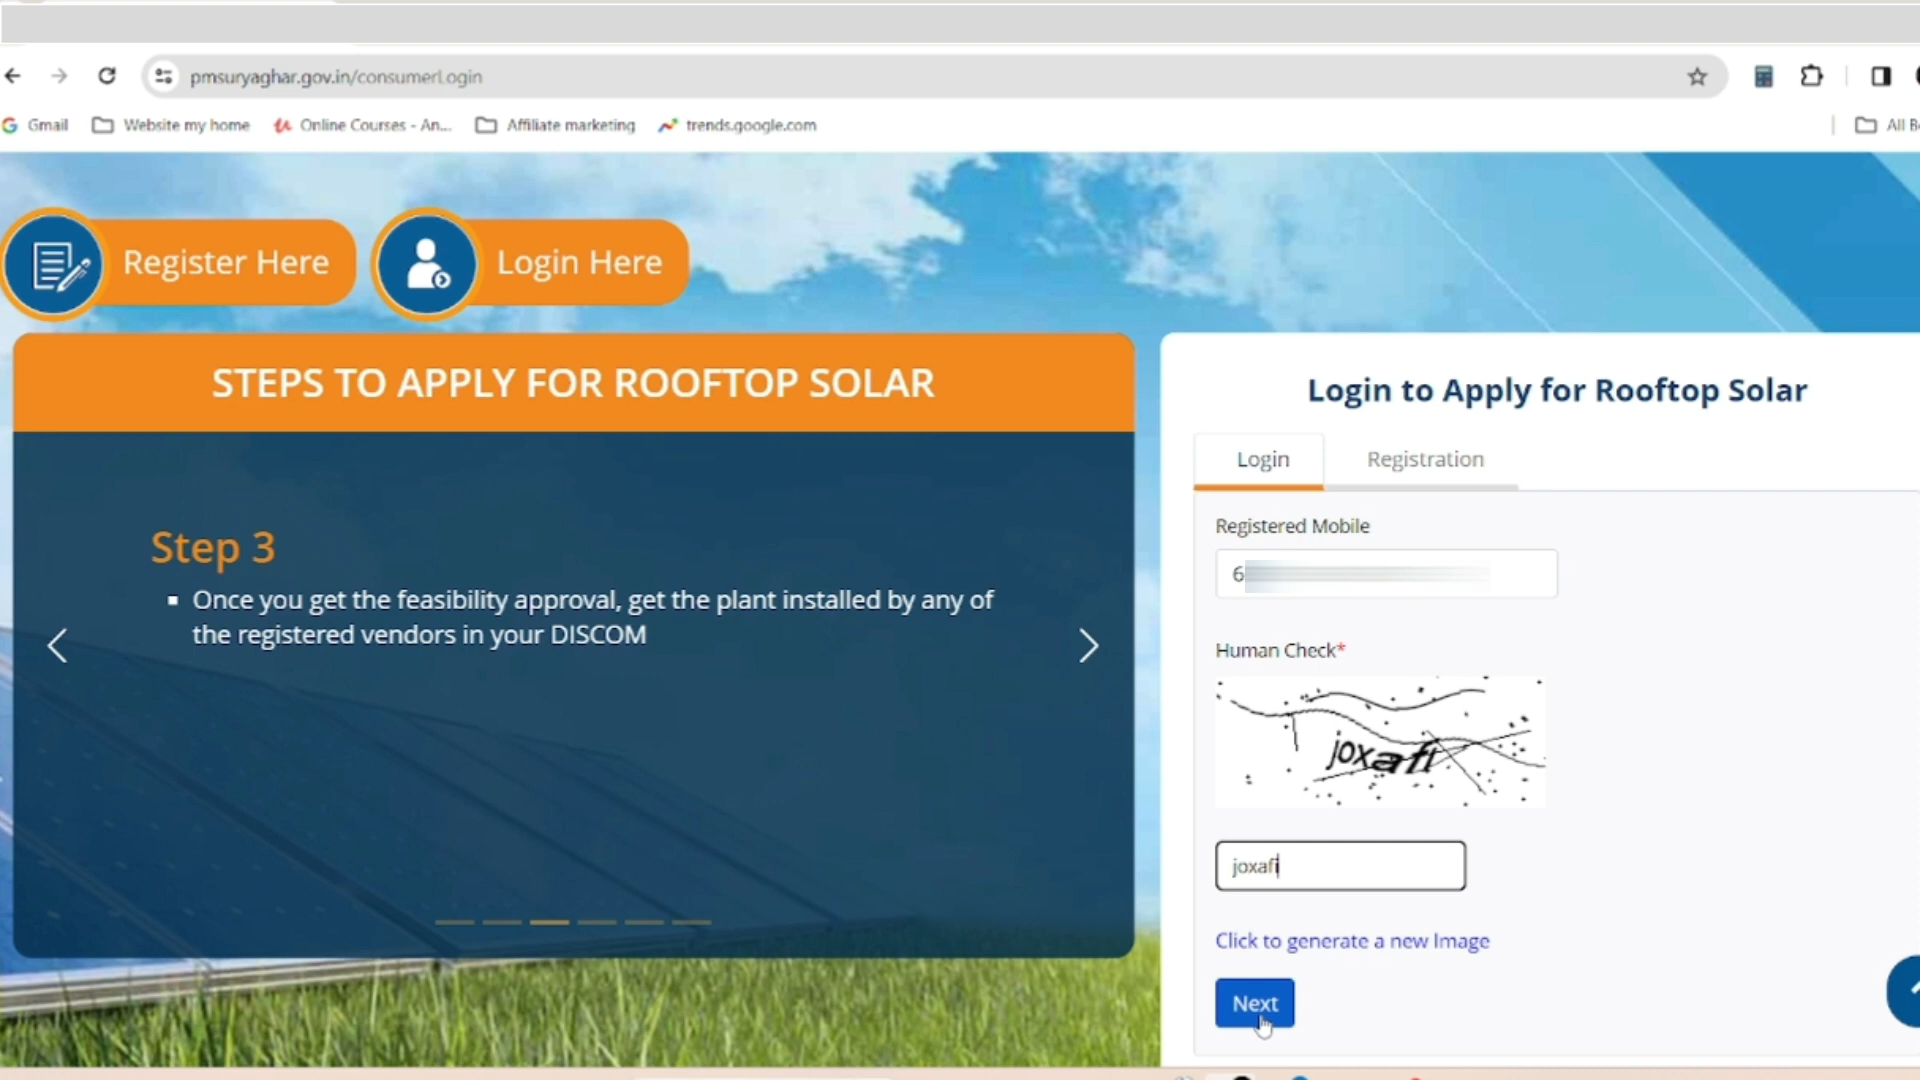 pmsuryaghar.gov.in/consumerLogin
Gmail Website my home Online Courses - An... Affiliate marketing trends.google.com All B
Register Here Login Here
STEPS TO APPLY FOR ROOFTOP SOLAR
Step 3
▪ Once you get the feasibility approval, get the plant installed by any of
the registered vendors in your DISCOM
Login to Apply for Rooftop Solar
Login Registration
Registered Mobile
6
Human Check*
joxafi
joxafi
Click to generate a new Image
Next